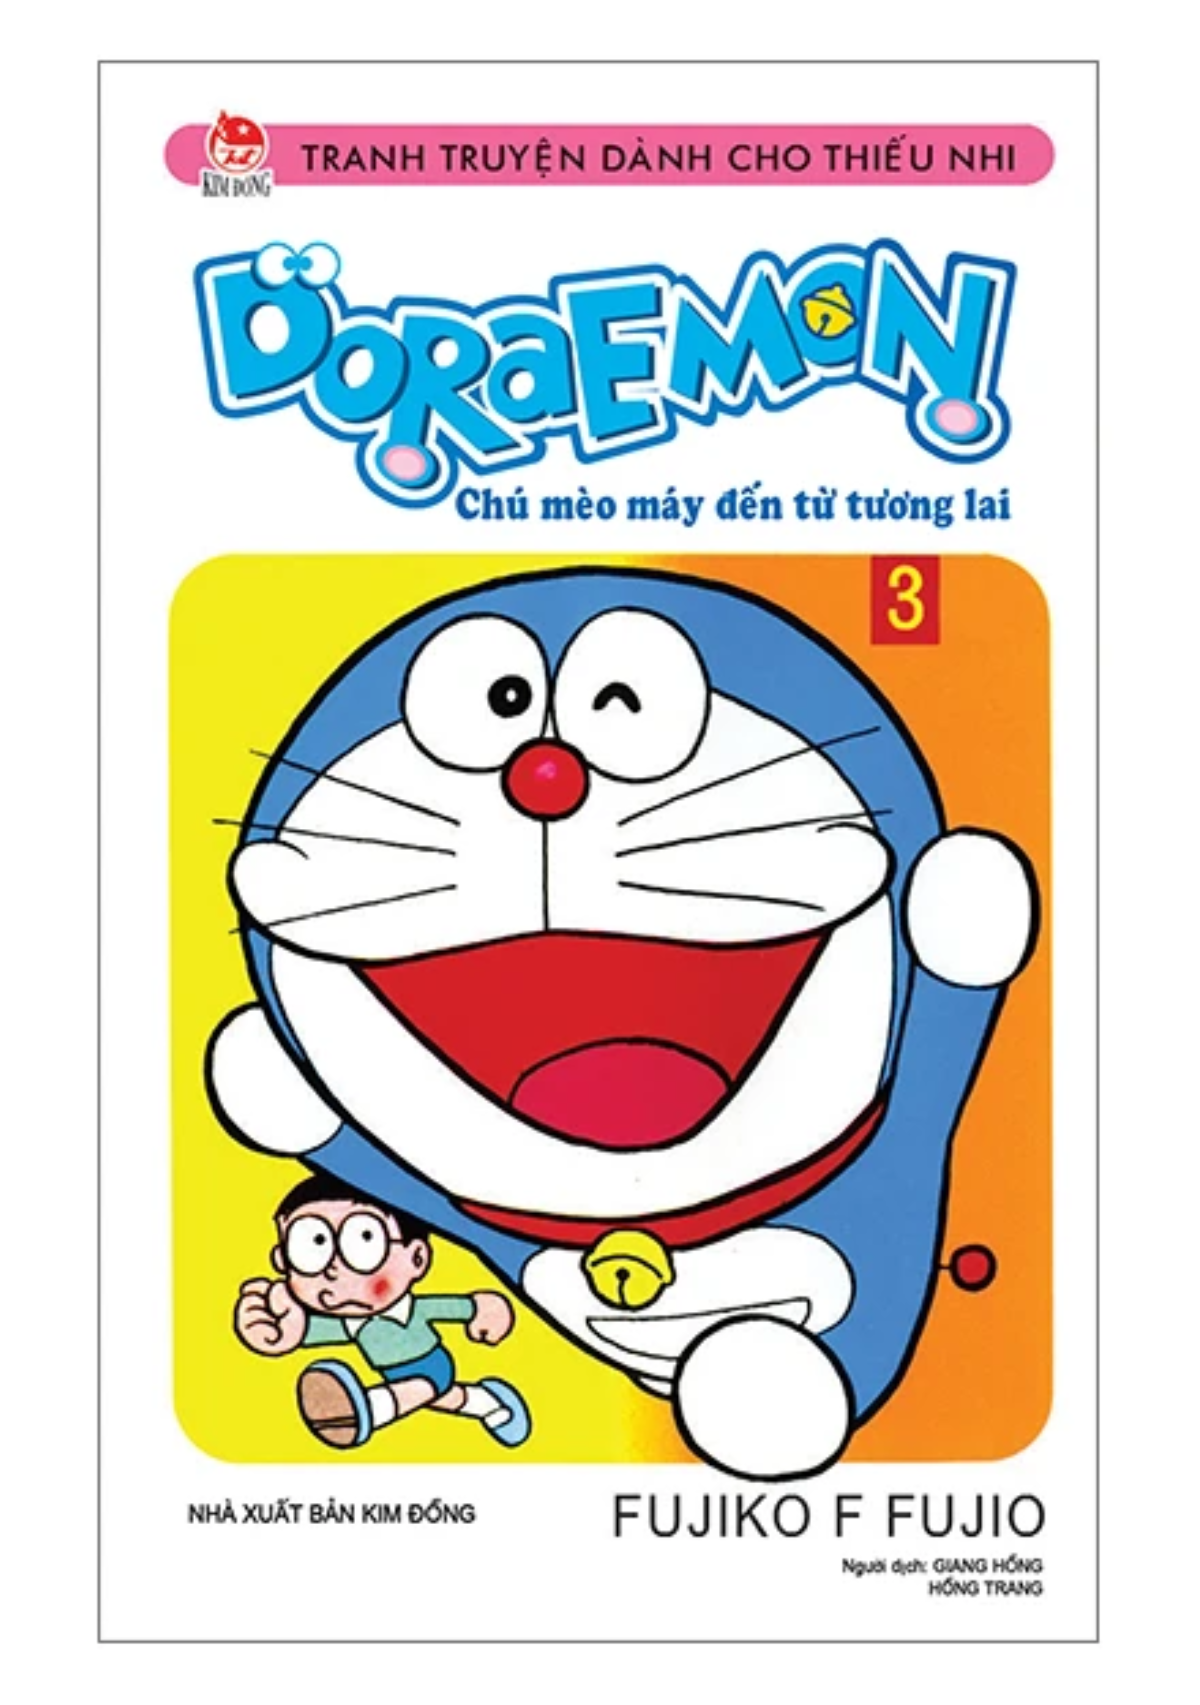 KIM ĐỒNG
TRANH TRUYỆN DÀNH CHO THIẾU NHI
DORAEMON
Chú mèo máy đến từ tương lai
3
NHÀ XUẤT BẢN KIM ĐỒNG
FUJIKO F FUJIO
Người dịch: GIANG HỒNG
HỒNG TRANG